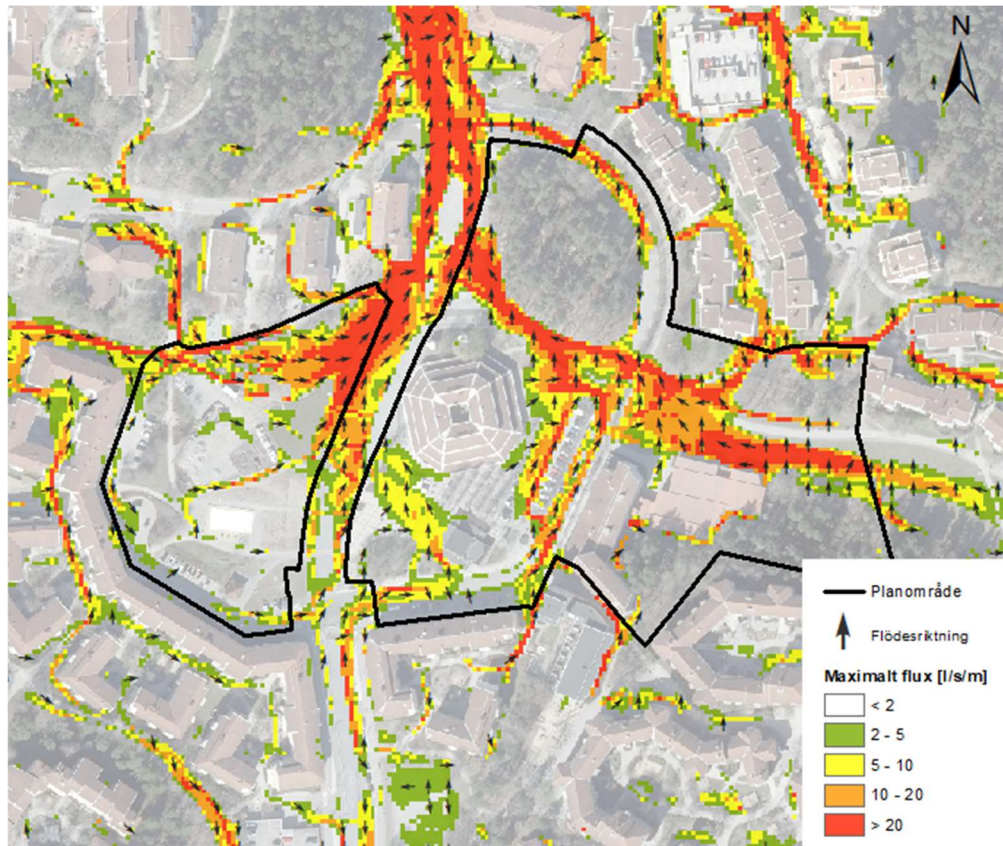 N
Planområde
Flödesriktning
Maximalt flux [l/s/m]
< 2
2 - 5
5 - 10
10 - 20
> 20